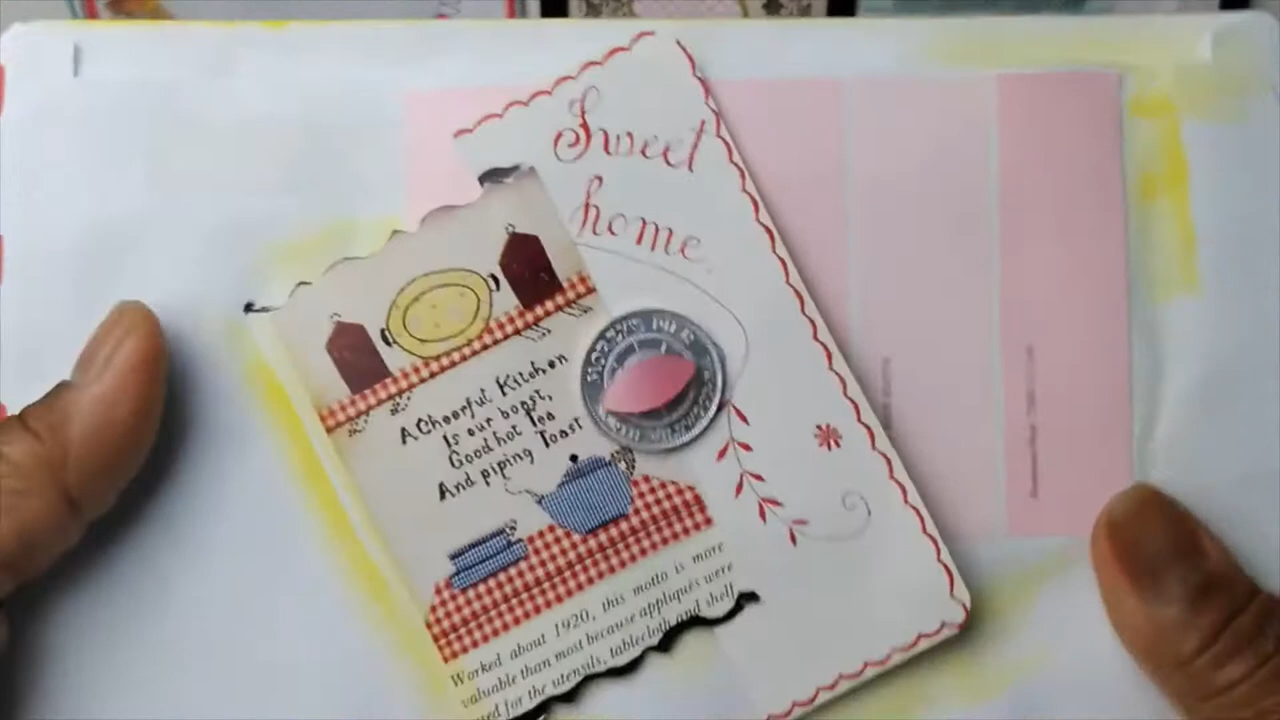 Sweet
home
A Cheerful Kitchen
Is our boast,
Good hot Tea
And piping Toast
Worked about 1920, this motto is more
valuable than most because appliqués were
used for the utensils, tablecloth and shelf